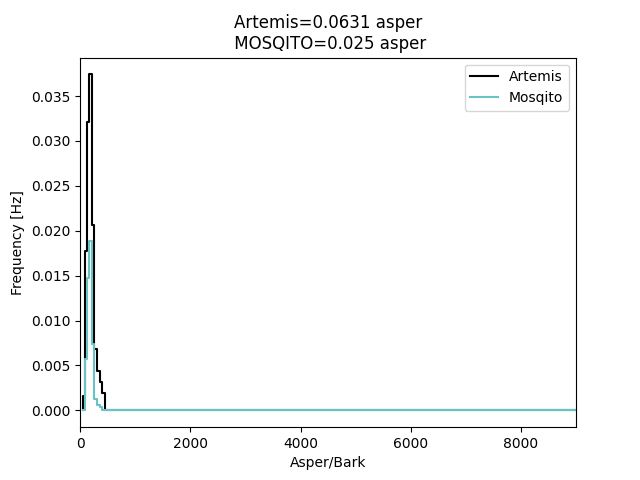 Artemis=0.0631 asper
MOSQITO=0.025 asper
Artemis
Mosqito
Frequency [Hz]
0.035
0.030
0.025
0.020
0.015
0.010
0.005
0.000
0 2000 4000 6000 8000
Asper/Bark